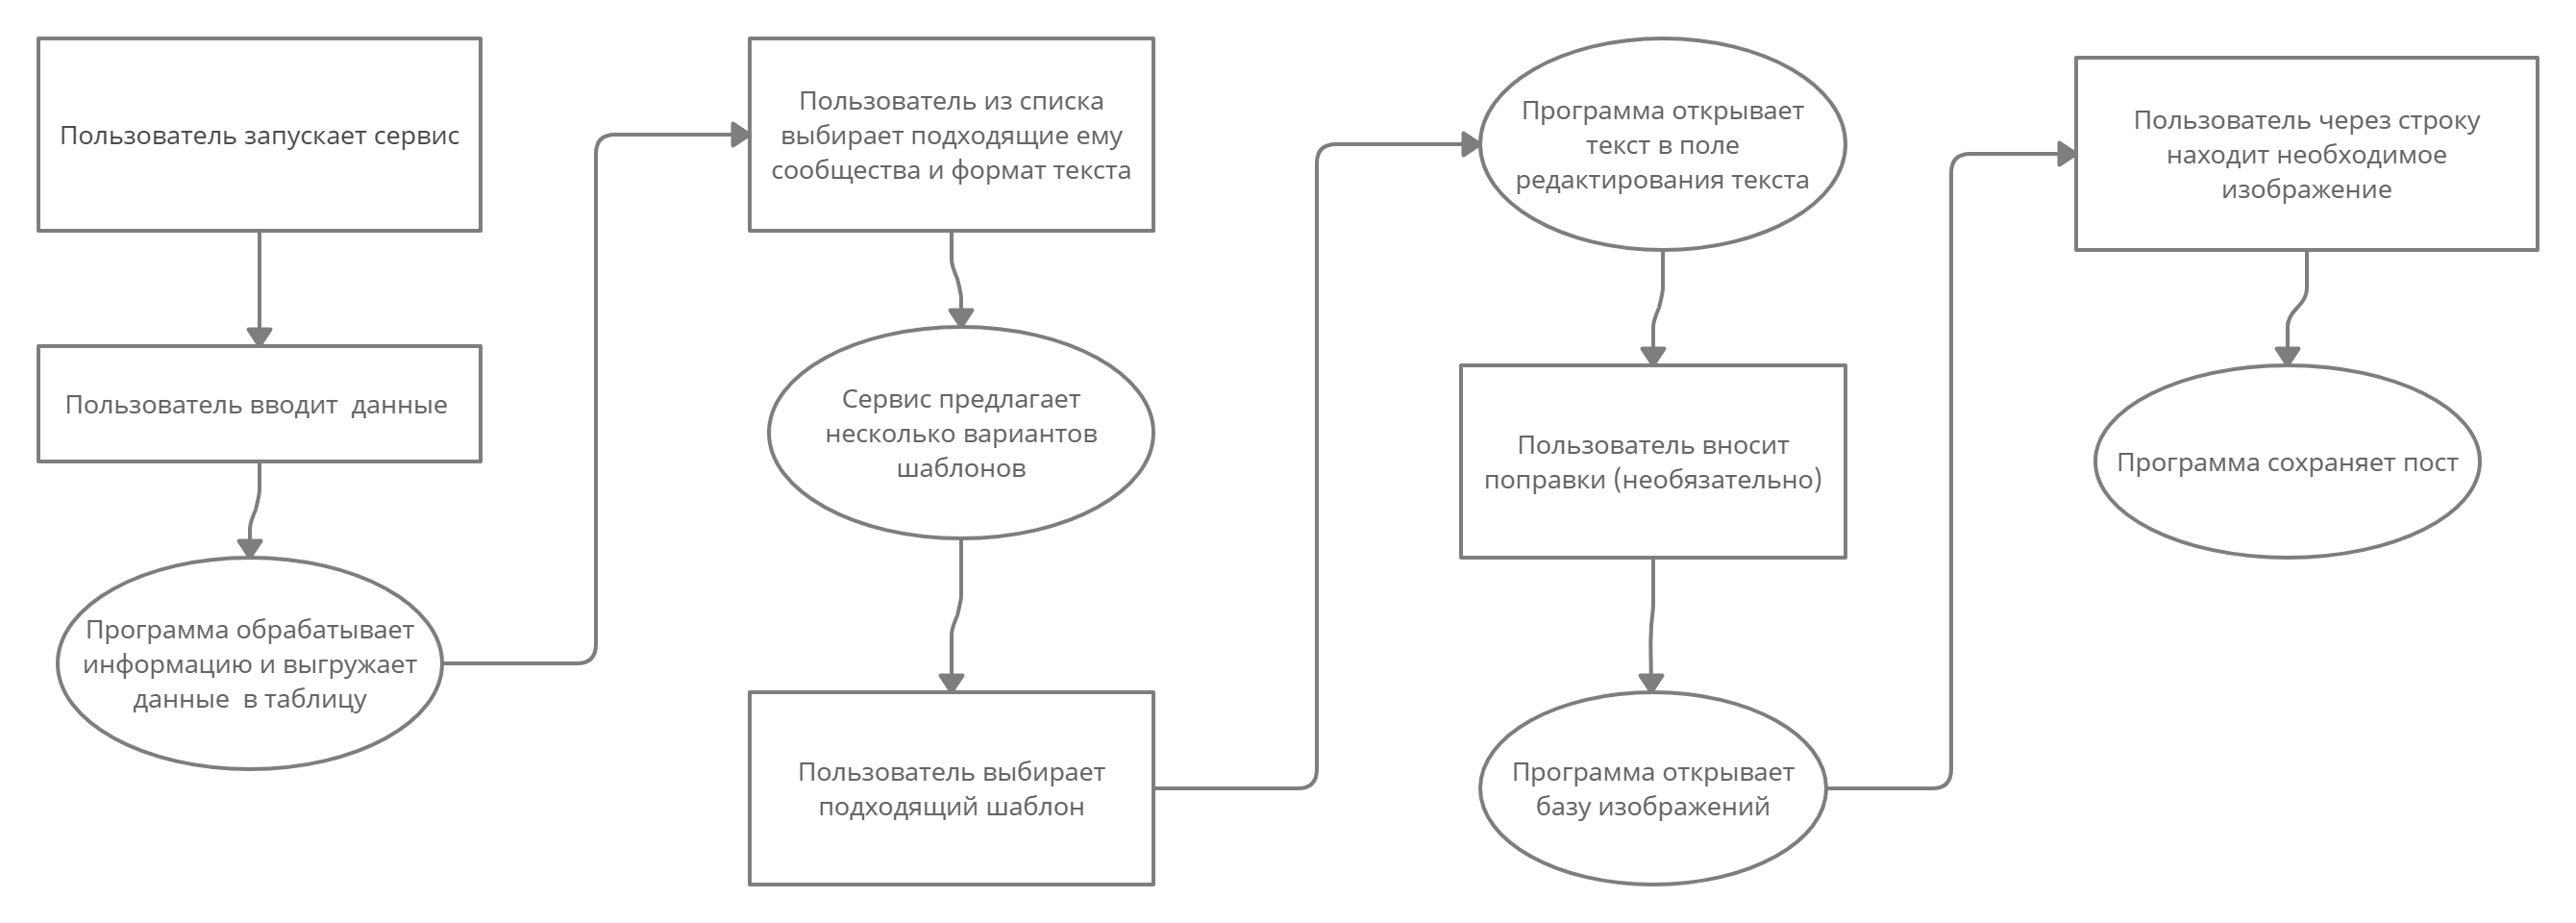 Пользователь запускает сервис
Пользователь вводит  данные
Программа обрабатывает
информацию и выгружает
данные  в таблицу
Пользователь из списка
выбирает подходящие ему
сообщества и формат текста
Сервис предлагает
несколько вариантов
шаблонов
Пользователь выбирает
подходящий шаблон
Программа открывает
текст в поле
редактирования текста
Пользователь вносит
поправки (необязательно)
Программа открывает
базу изображений
Пользователь через строку
находит необходимое
изображение
Программа сохраняет пост